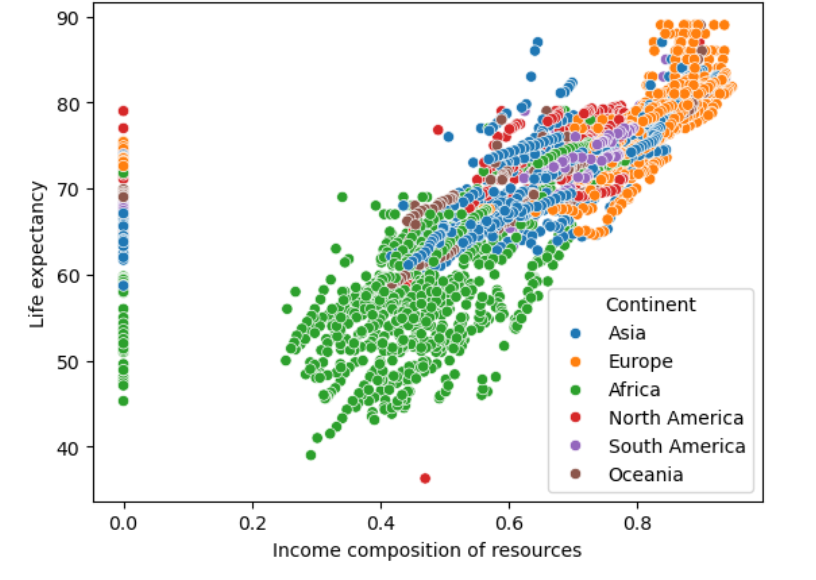 90
80
70
60
50
40
Life expectancy
Continent
Asia
Europe
Africa
North America
South America
Oceania
0.0 0.2 0.4 0.6 0.8
Income composition of resources